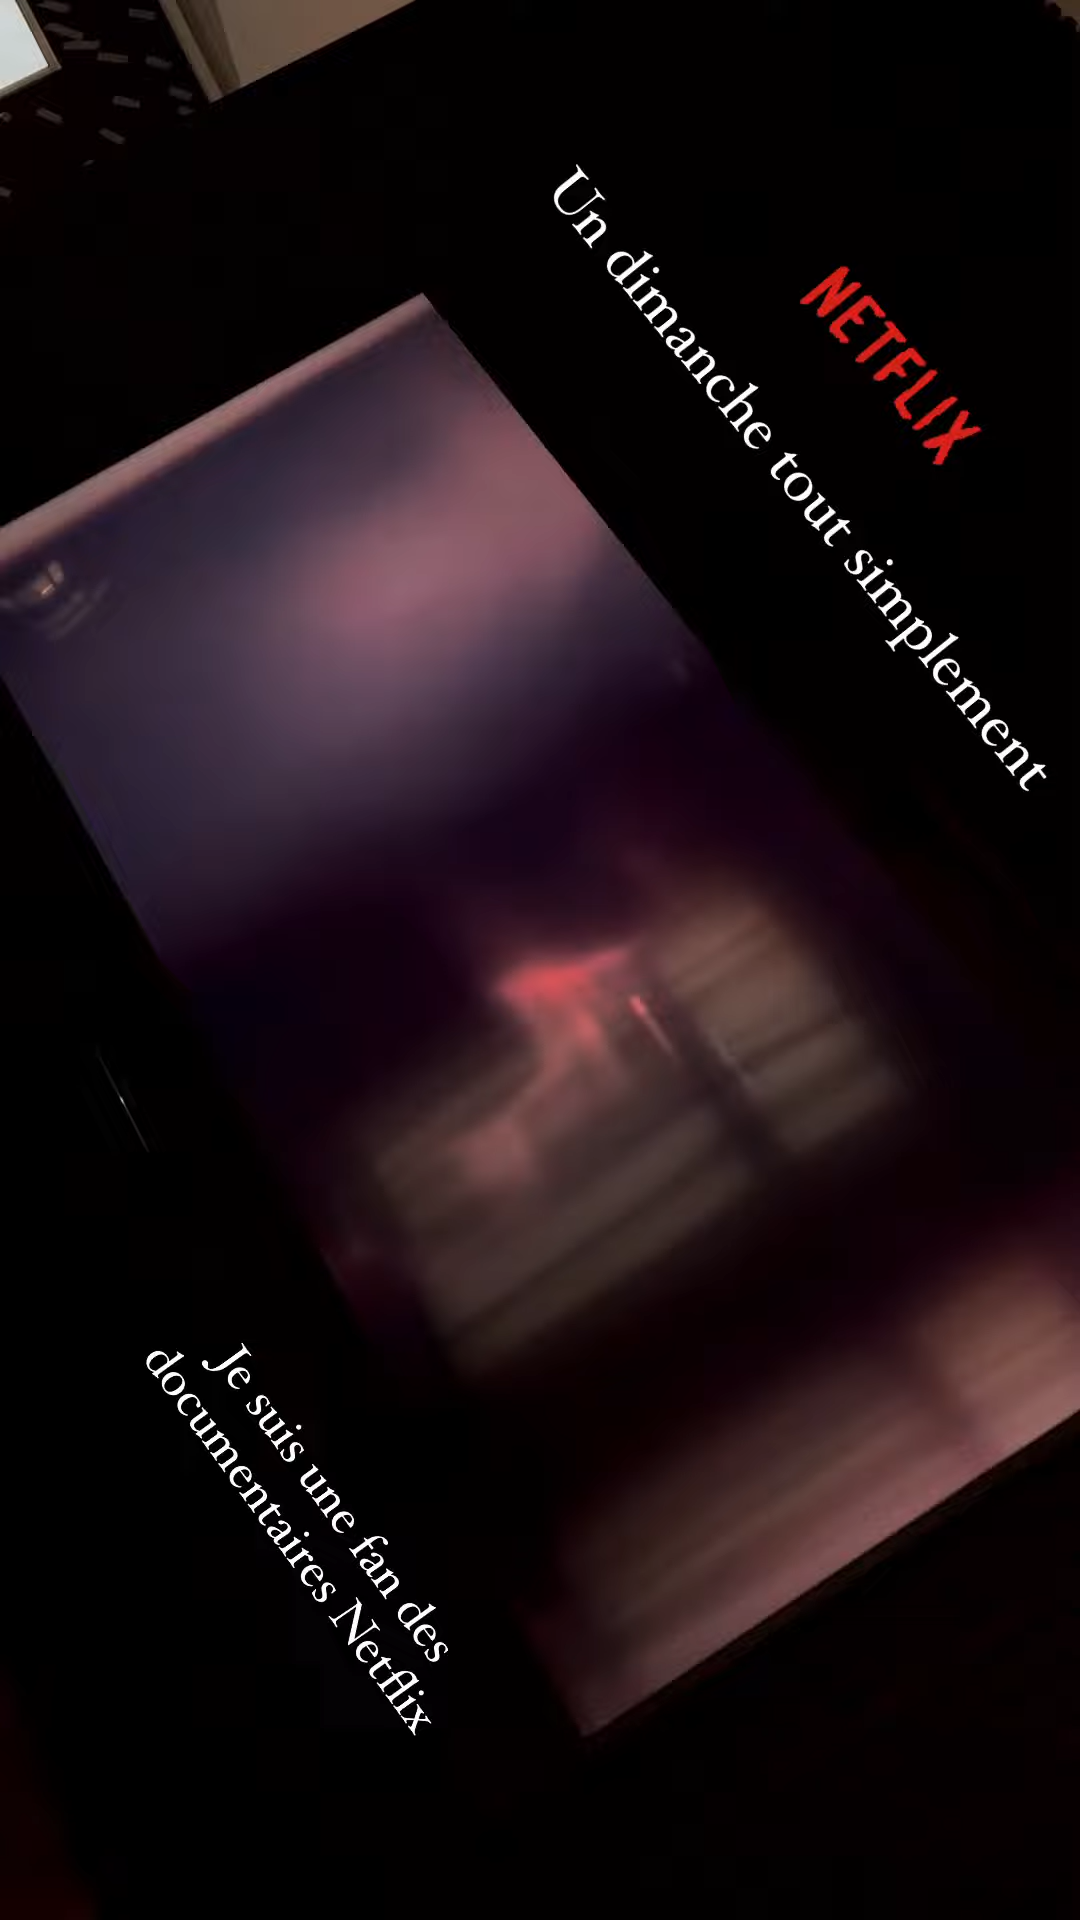 NETFLIX
Un dimanche tout simplement
Je suis une fan des
documentaires Netflix